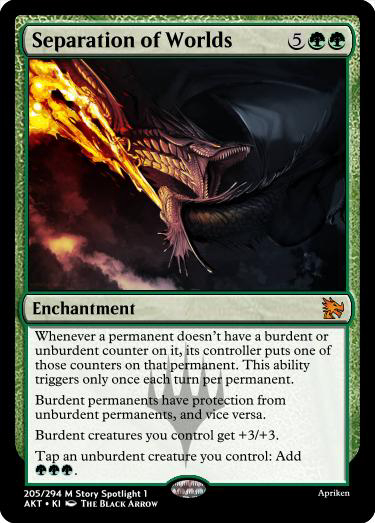 Separation of Worlds 5
Enchantment
Whenever a permanent doesn't have a burdent or
unburdent counter on it, its controller puts one of
those counters on that permanent. This ability
triggers only once each turn per permanent.
Burdent permanents have protection from
unburdent permanents, and vice versa.
Burdent creatures you control get +3/+3.
Tap an unburdent creature you control: Add
.
205/294 M Story Spotlight 1
AKT • KI THE BLACK ARROW
Apriken